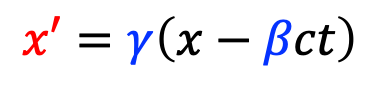 x′ = γ(x − βct)